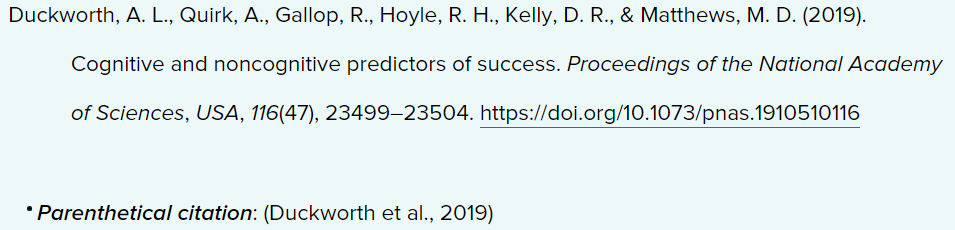 Duckworth, A. L., Quirk, A., Gallop, R., Hoyle, R. H., Kelly, D. R., & Matthews, M. D. (2019).
Cognitive and noncognitive predictors of success. Proceedings of the National Academy
of Sciences, USA, 116(47), 23499–23504. https://doi.org/10.1073/pnas.1910510116
• Parenthetical citation: (Duckworth et al., 2019)